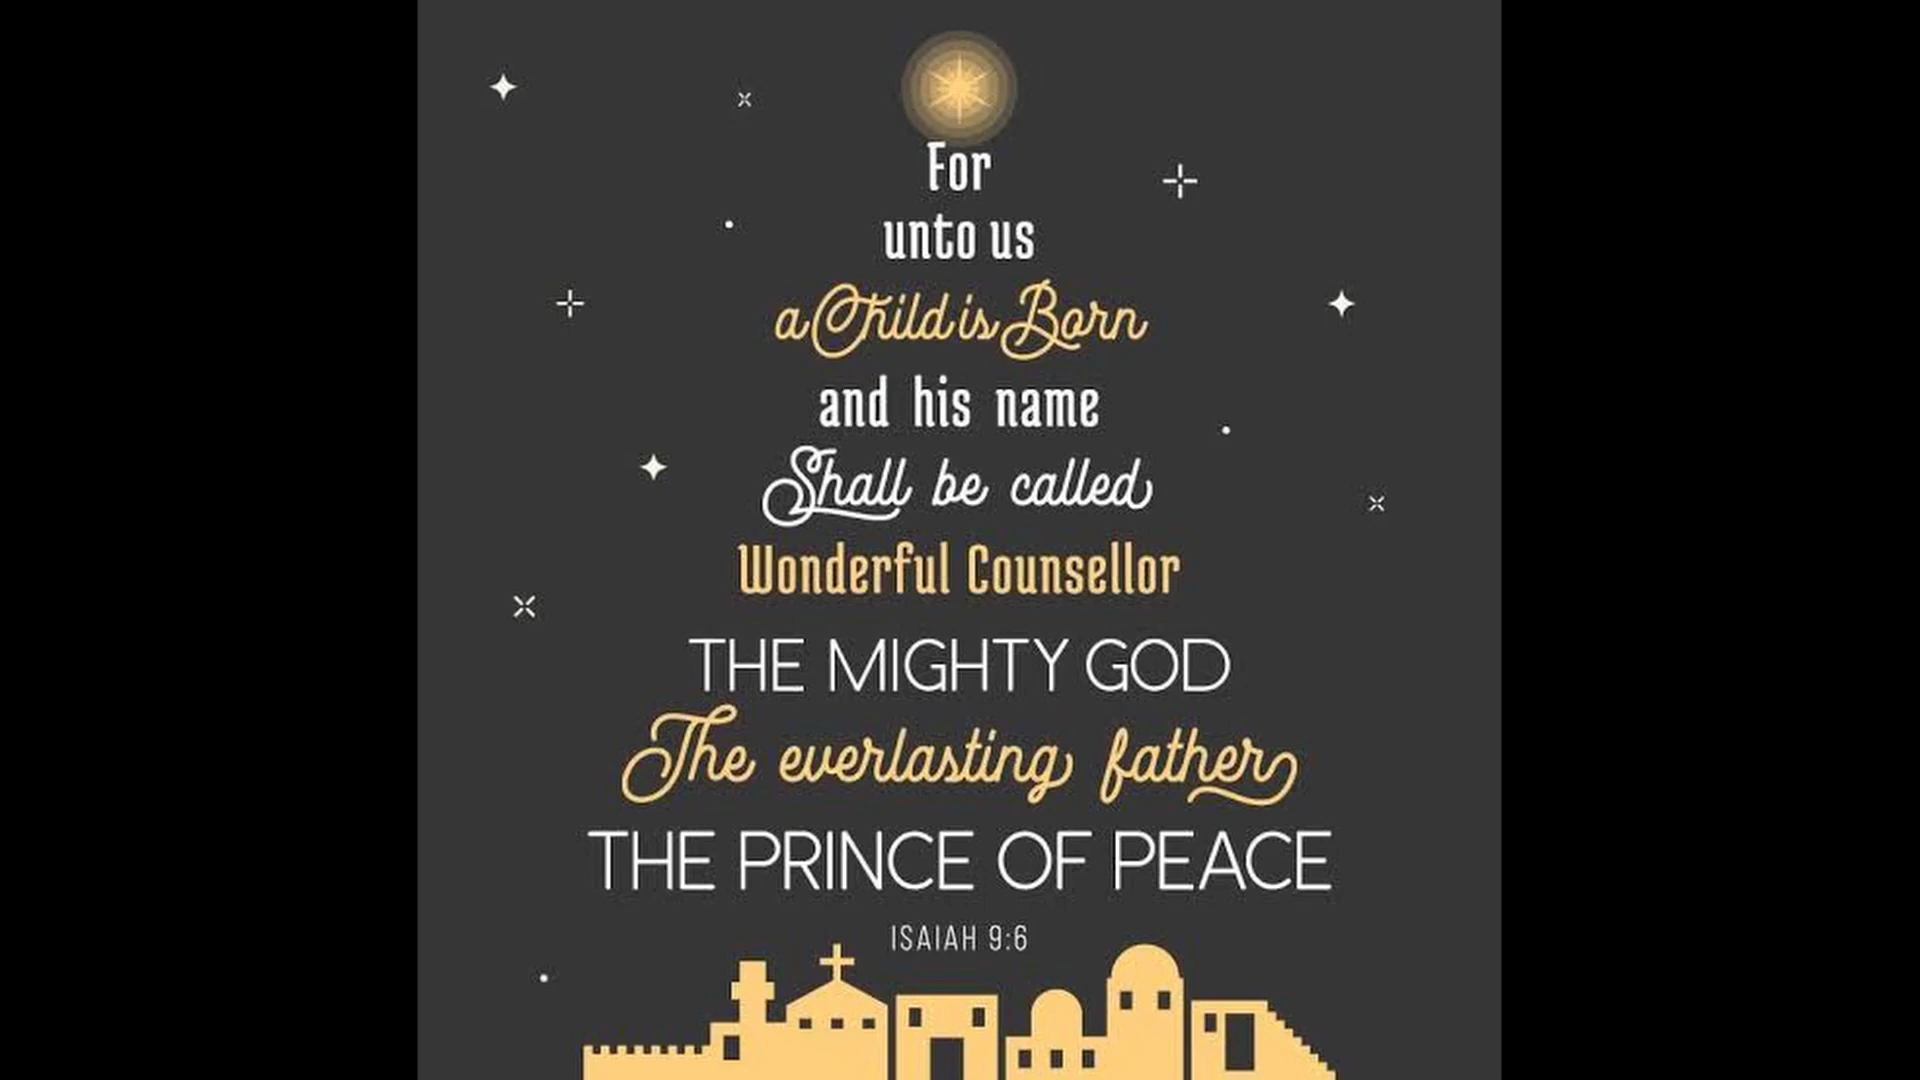 For
unto us
a Child is Born
and his name
Shall be called
Wonderful Counsellor
THE MIGHTY GOD
The everlasting father
THE PRINCE OF PEACE
ISAIAH 9:6